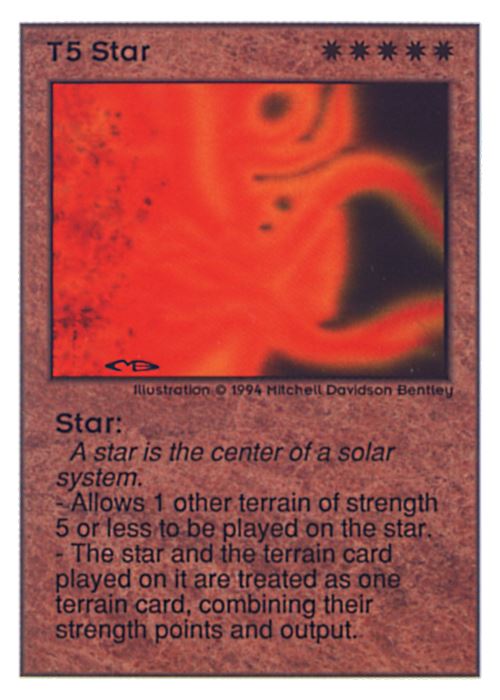 T5 Star
Illustration © 1994 Mitchell Davidson Bentley
Star:
A star is the center of a solar
system.
- Allows 1 other terrain of strength
5 or less to be played on the star.
- The star and the terrain card
played on it are treated as one
terrain card, combining their
strength points and output.